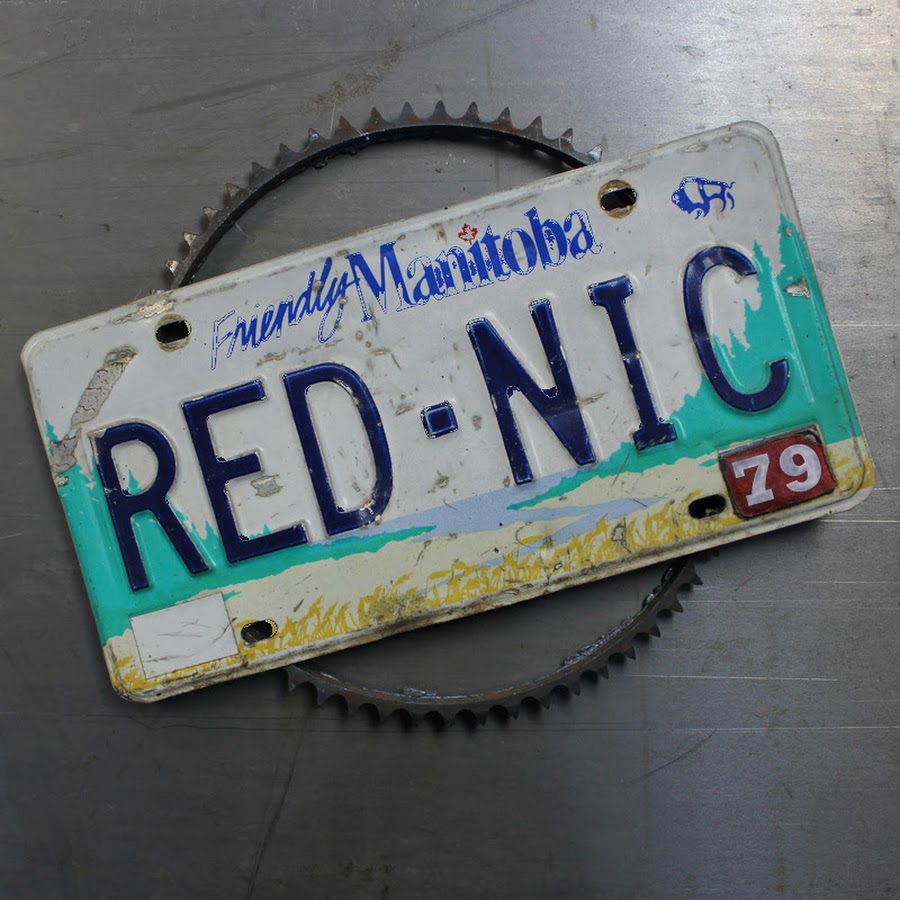 Friendly Manitoba
RED·NIC
79